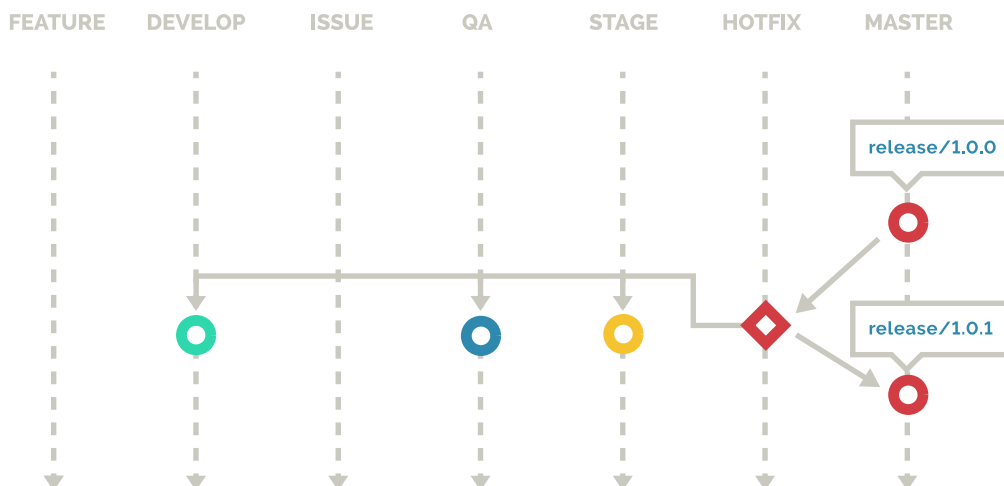 FEATURE DEVELOP ISSUE QA STAGE HOTFIX MASTER
release/1.0.0
release/1.0.1